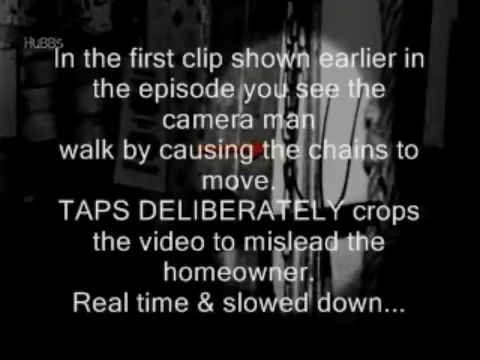 HuBBs
In the first clip shown earlier in
the episode you see the
camera man
walk by causing the chains to
move.
TAPS DELIBERATELY crops
the video to mislead the
homeowner.
Real time & slowed down...